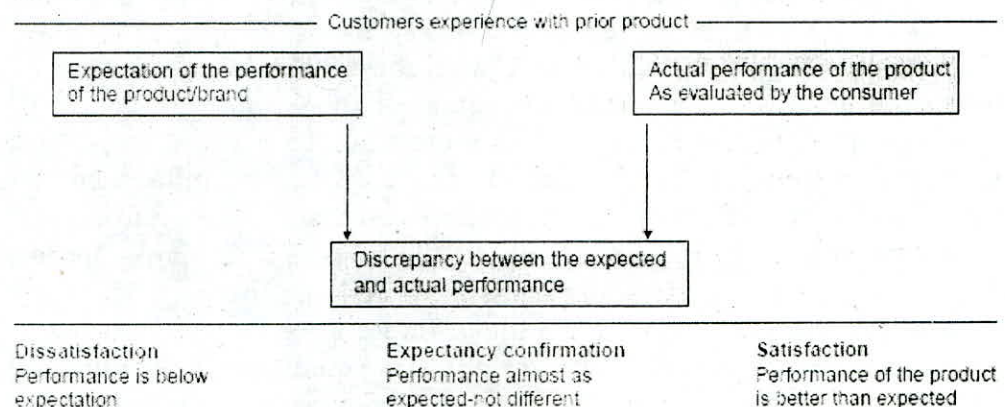 Customers experience with prior product
Expectation of the performance
of the product/brand
Actual performance of the product
As evaluated by the consumer
Discrepancy between the expected
and actual performance
Dissatisfaction
Performance is below
expectation
Expectancy confirmation
Performance almost as
expected-not different
Satisfaction
Performance of the product
is better than expected